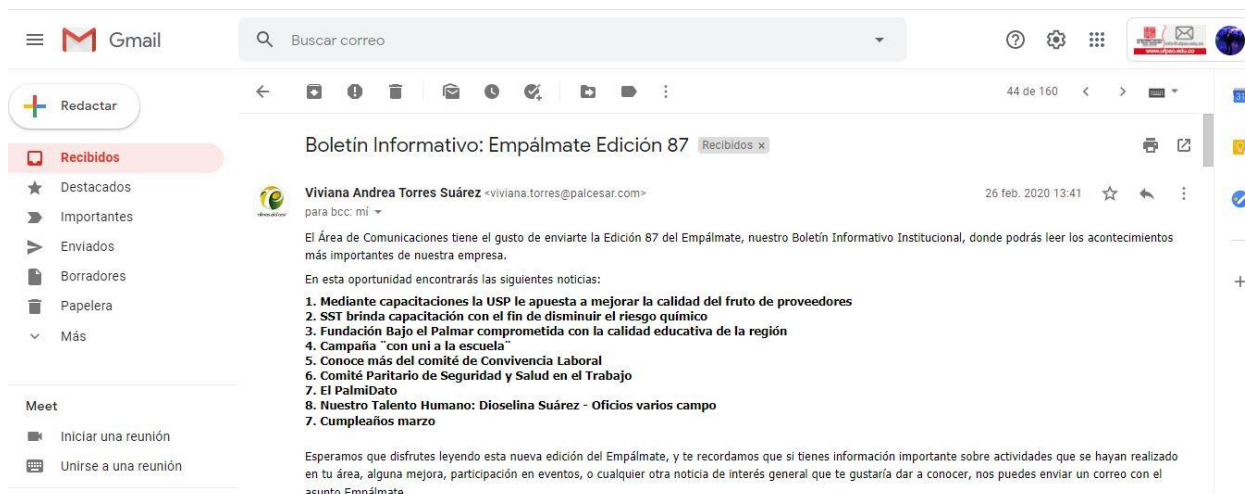 Gmail
Buscar correo
www.ufpso.edu.co
Redactar
44 de 160
31
Boletín Informativo: Empálmate Edición 87 Recibidos x
Recibidos
Destacados
Importantes
Enviados
Borradores
Papelera
Más
Meet
Iniciar una reunión
Unirse a una reunión
Viviana Andrea Torres Suárez <viviana.torres@palcesar.com>
26 feb. 2020 13:41
para bcc: mí
El Área de Comunicaciones tiene el gusto de enviarte la Edición 87 del Empálmate, nuestro Boletín Informativo Institucional, donde podrás leer los acontecimientos
más importantes de nuestra empresa.
En esta oportunidad encontrarás las siguientes noticias:
1. Mediante capacitaciones la USP le apuesta a mejorar la calidad del fruto de proveedores
2. SST brinda capacitación con el fin de disminuir el riesgo químico
3. Fundación Bajo el Palmar comprometida con la calidad educativa de la región
4. Campaña ¨con uni a la escuela¨
5. Conoce más del comité de Convivencia Laboral
6. Comité Paritario de Seguridad y Salud en el Trabajo
7. El PalmiDato
8. Nuestro Talento Humano: Dioselina Suárez - Oficios varios campo
7. Cumpleaños marzo
Esperamos que disfrutes leyendo esta nueva edición del Empálmate, y te recordamos que si tienes información importante sobre actividades que se hayan realizado
en tu área, alguna mejora, participación en eventos, o cualquier otra noticia de interés general que te gustaría dar a conocer, nos puedes enviar un correo con el
asunto Empálmate